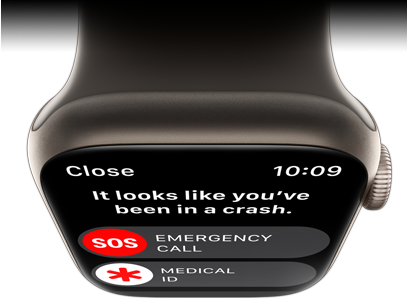 Close 10:09
It looks like you've
been in a crash.
SOS EMERGENCY
CALL
MEDICAL
ID